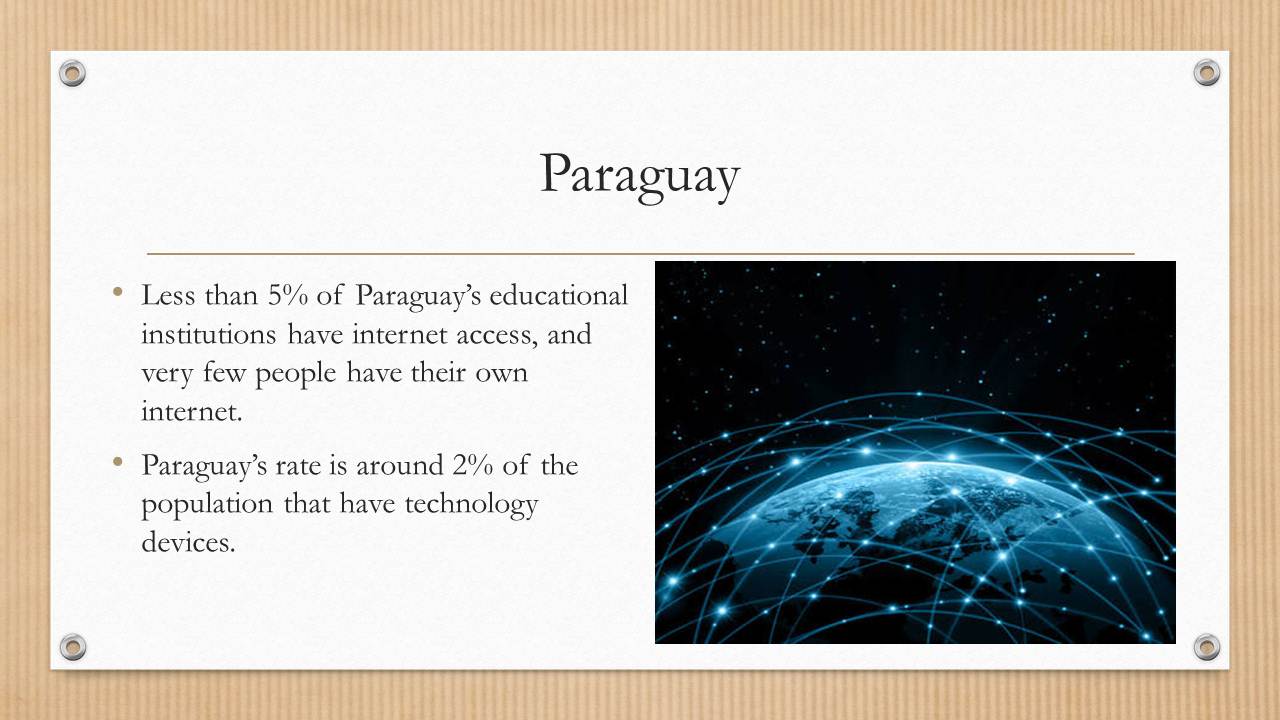 Paraguay
• Less than 5% of Paraguay’s educational
institutions have internet access, and
very few people have their own
internet.
• Paraguay’s rate is around 2% of the
population that have technology
devices.